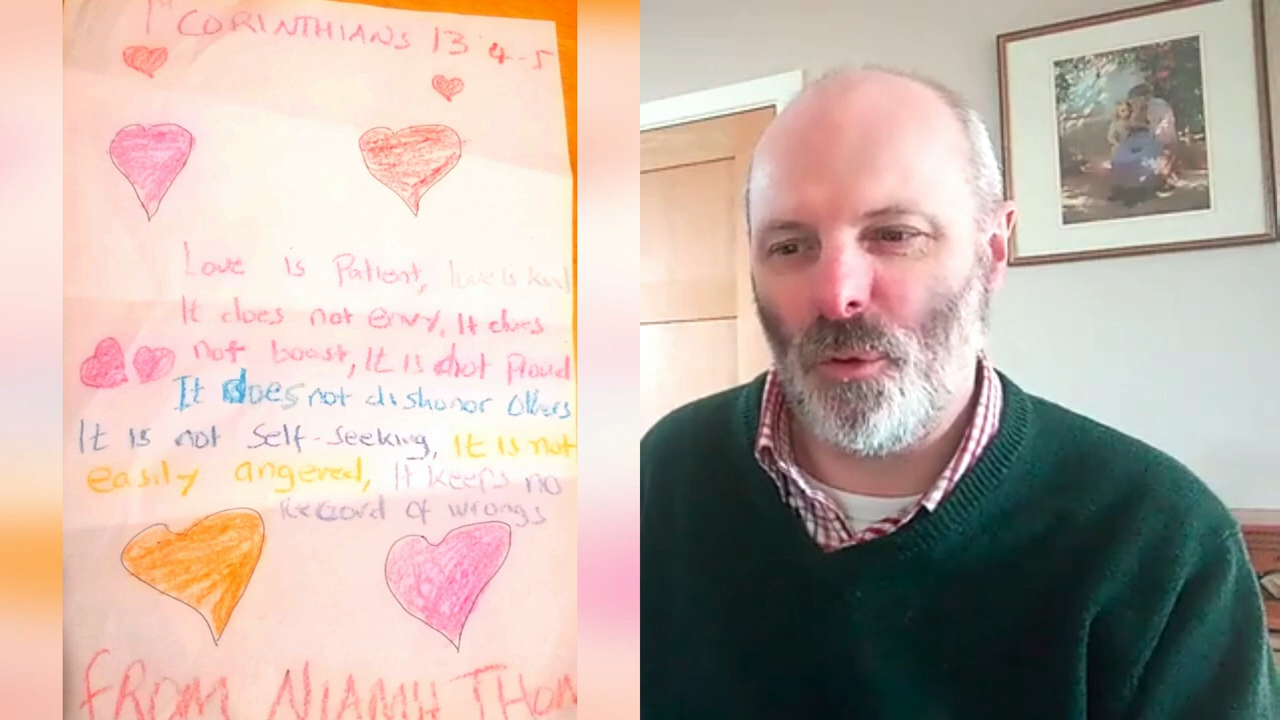 1st CORINTHIANS 13 4-5
Love is Patient, love is kind
It does not envy, It does
not boast, It is not Proud
It does not dishonor Others
It is not Self-Seeking, It is not
easily angered, It keeps no
Record of wrongs
FROM NIAMH THOM